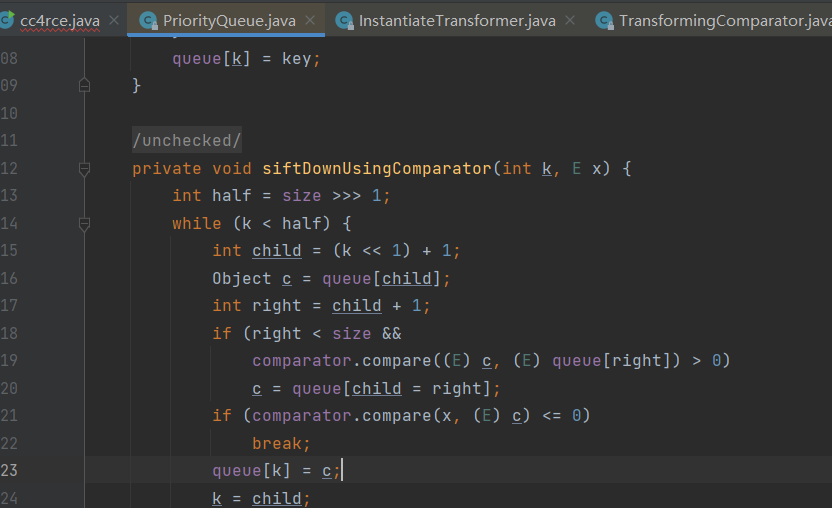 cc4rce.java PriorityQueue.java InstantiateTransformer.java TransformingComparator.java
08 queue[k] = key;
09 }
10
11 /unchecked/
12 private void siftDownUsingComparator(int k, E x) {
13 int half = size >>> 1;
14 while (k < half) {
15 int child = (k << 1) + 1;
16 Object c = queue[child];
17 int right = child + 1;
18 if (right < size &&
19 comparator.compare((E) c, (E) queue[right]) > 0)
20 c = queue[child = right];
21 if (comparator.compare(x, (E) c) <= 0)
22 break;
23 queue[k] = c;
24 k = child;